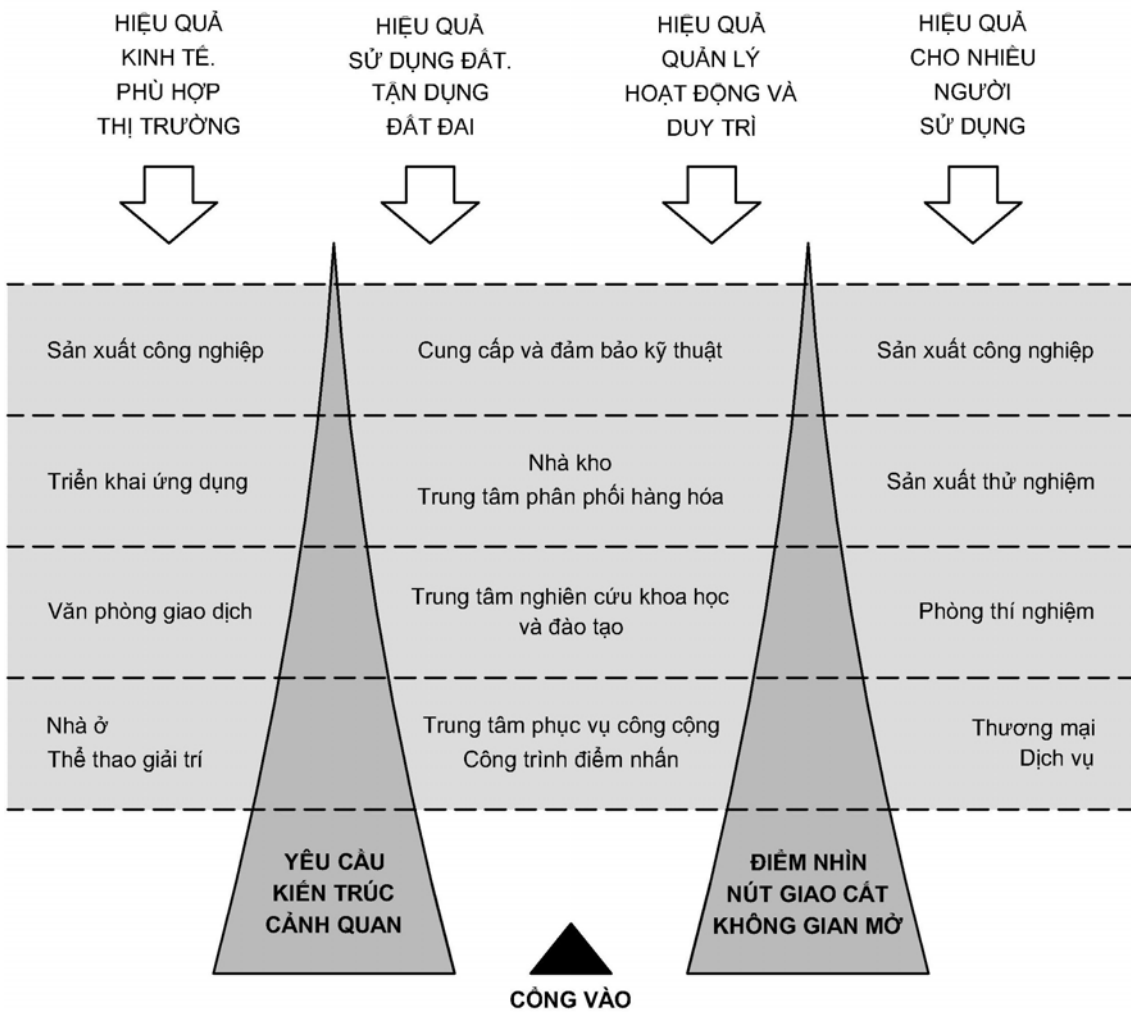 HIỆU QUẢ
KINH TẾ.
PHÙ HỢP
THỊ TRƯỜNG
HIỆU QUẢ
SỬ DỤNG ĐẤT.
TẬN DỤNG
ĐẤT ĐAI
HIỆU QUẢ
QUẢN LÝ
HOẠT ĐỘNG VÀ
DUY TRÌ
HIỆU QUẢ
CHO NHIỀU
NGƯỜI
SỬ DỤNG
Sản xuất công nghiệp
Cung cấp và đảm bảo kỹ thuật
Sản xuất công nghiệp
Triển khai ứng dụng
Nhà kho
Trung tâm phân phối hàng hóa
Sản xuất thử nghiệm
Văn phòng giao dịch
Trung tâm nghiên cứu khoa học
và đào tạo
Phòng thí nghiệm
Nhà ở
Thể thao giải trí
Trung tâm phục vụ công cộng
Công trình điểm nhấn
Thương mại
Dịch vụ
YÊU CẦU
KIẾN TRÚC
CẢNH QUAN
ĐIỂM NHÌN
NÚT GIAO CẮT
KHÔNG GIAN MỞ
CỔNG VÀO